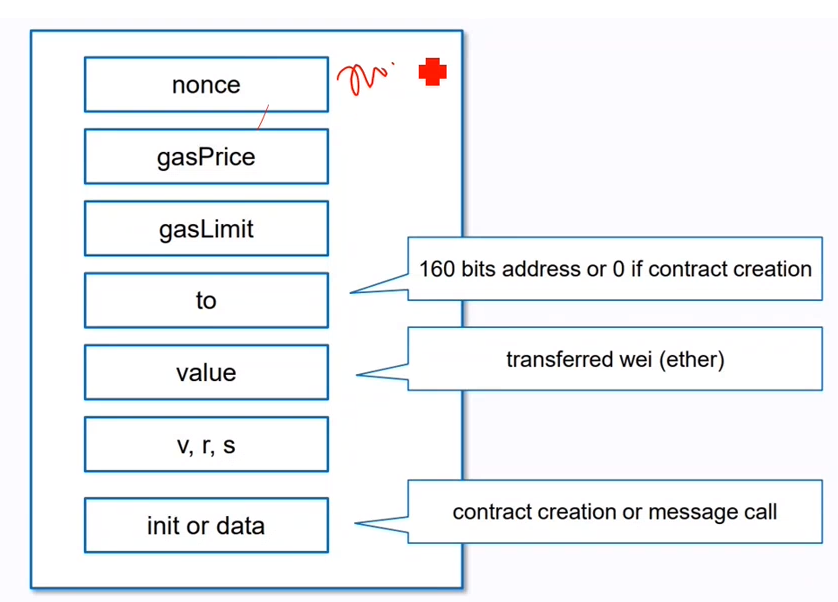 nonce
gasPrice
gasLimit
160 bits address or 0 if contract creation
to
transferred wei (ether)
value
v, r, s
contract creation or message call
init or data